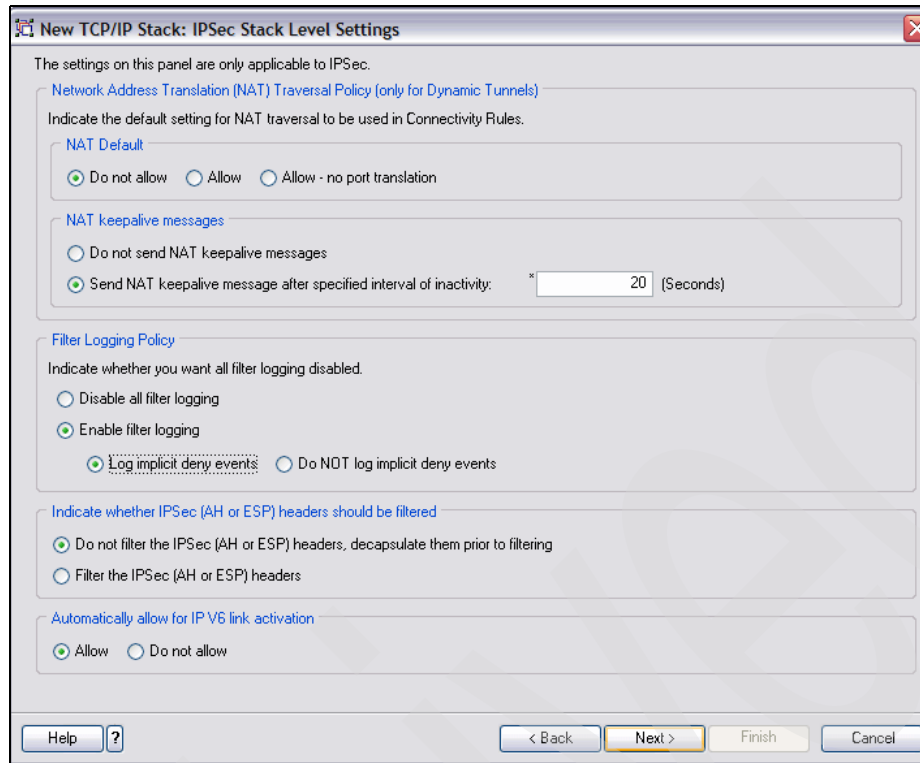 New TCP/IP Stack: IPSec Stack Level Settings
The settings on this panel are only applicable to IPSec.
Network Address Translation (NAT) Traversal Policy (only for Dynamic Tunnels)
Indicate the default setting for NAT traversal to be used in Connectivity Rules.
NAT Default
Do not allow Allow Allow - no port translation
NAT keepalive messages
Do not send NAT keepalive messages
Send NAT keepalive message after specified interval of inactivity: * 20 (Seconds)
Filter Logging Policy
Indicate whether you want all filter logging disabled.
Disable all filter logging
Enable filter logging
Log implicit deny events Do NOT log implicit deny events
Indicate whether IPSec (AH or ESP) headers should be filtered
Do not filter the IPSec (AH or ESP) headers, decapsulate them prior to filtering
Filter the IPSec (AH or ESP) headers
Automatically allow for IP V6 link activation
Allow Do not allow
Help ? < Back Next > Finish Cancel